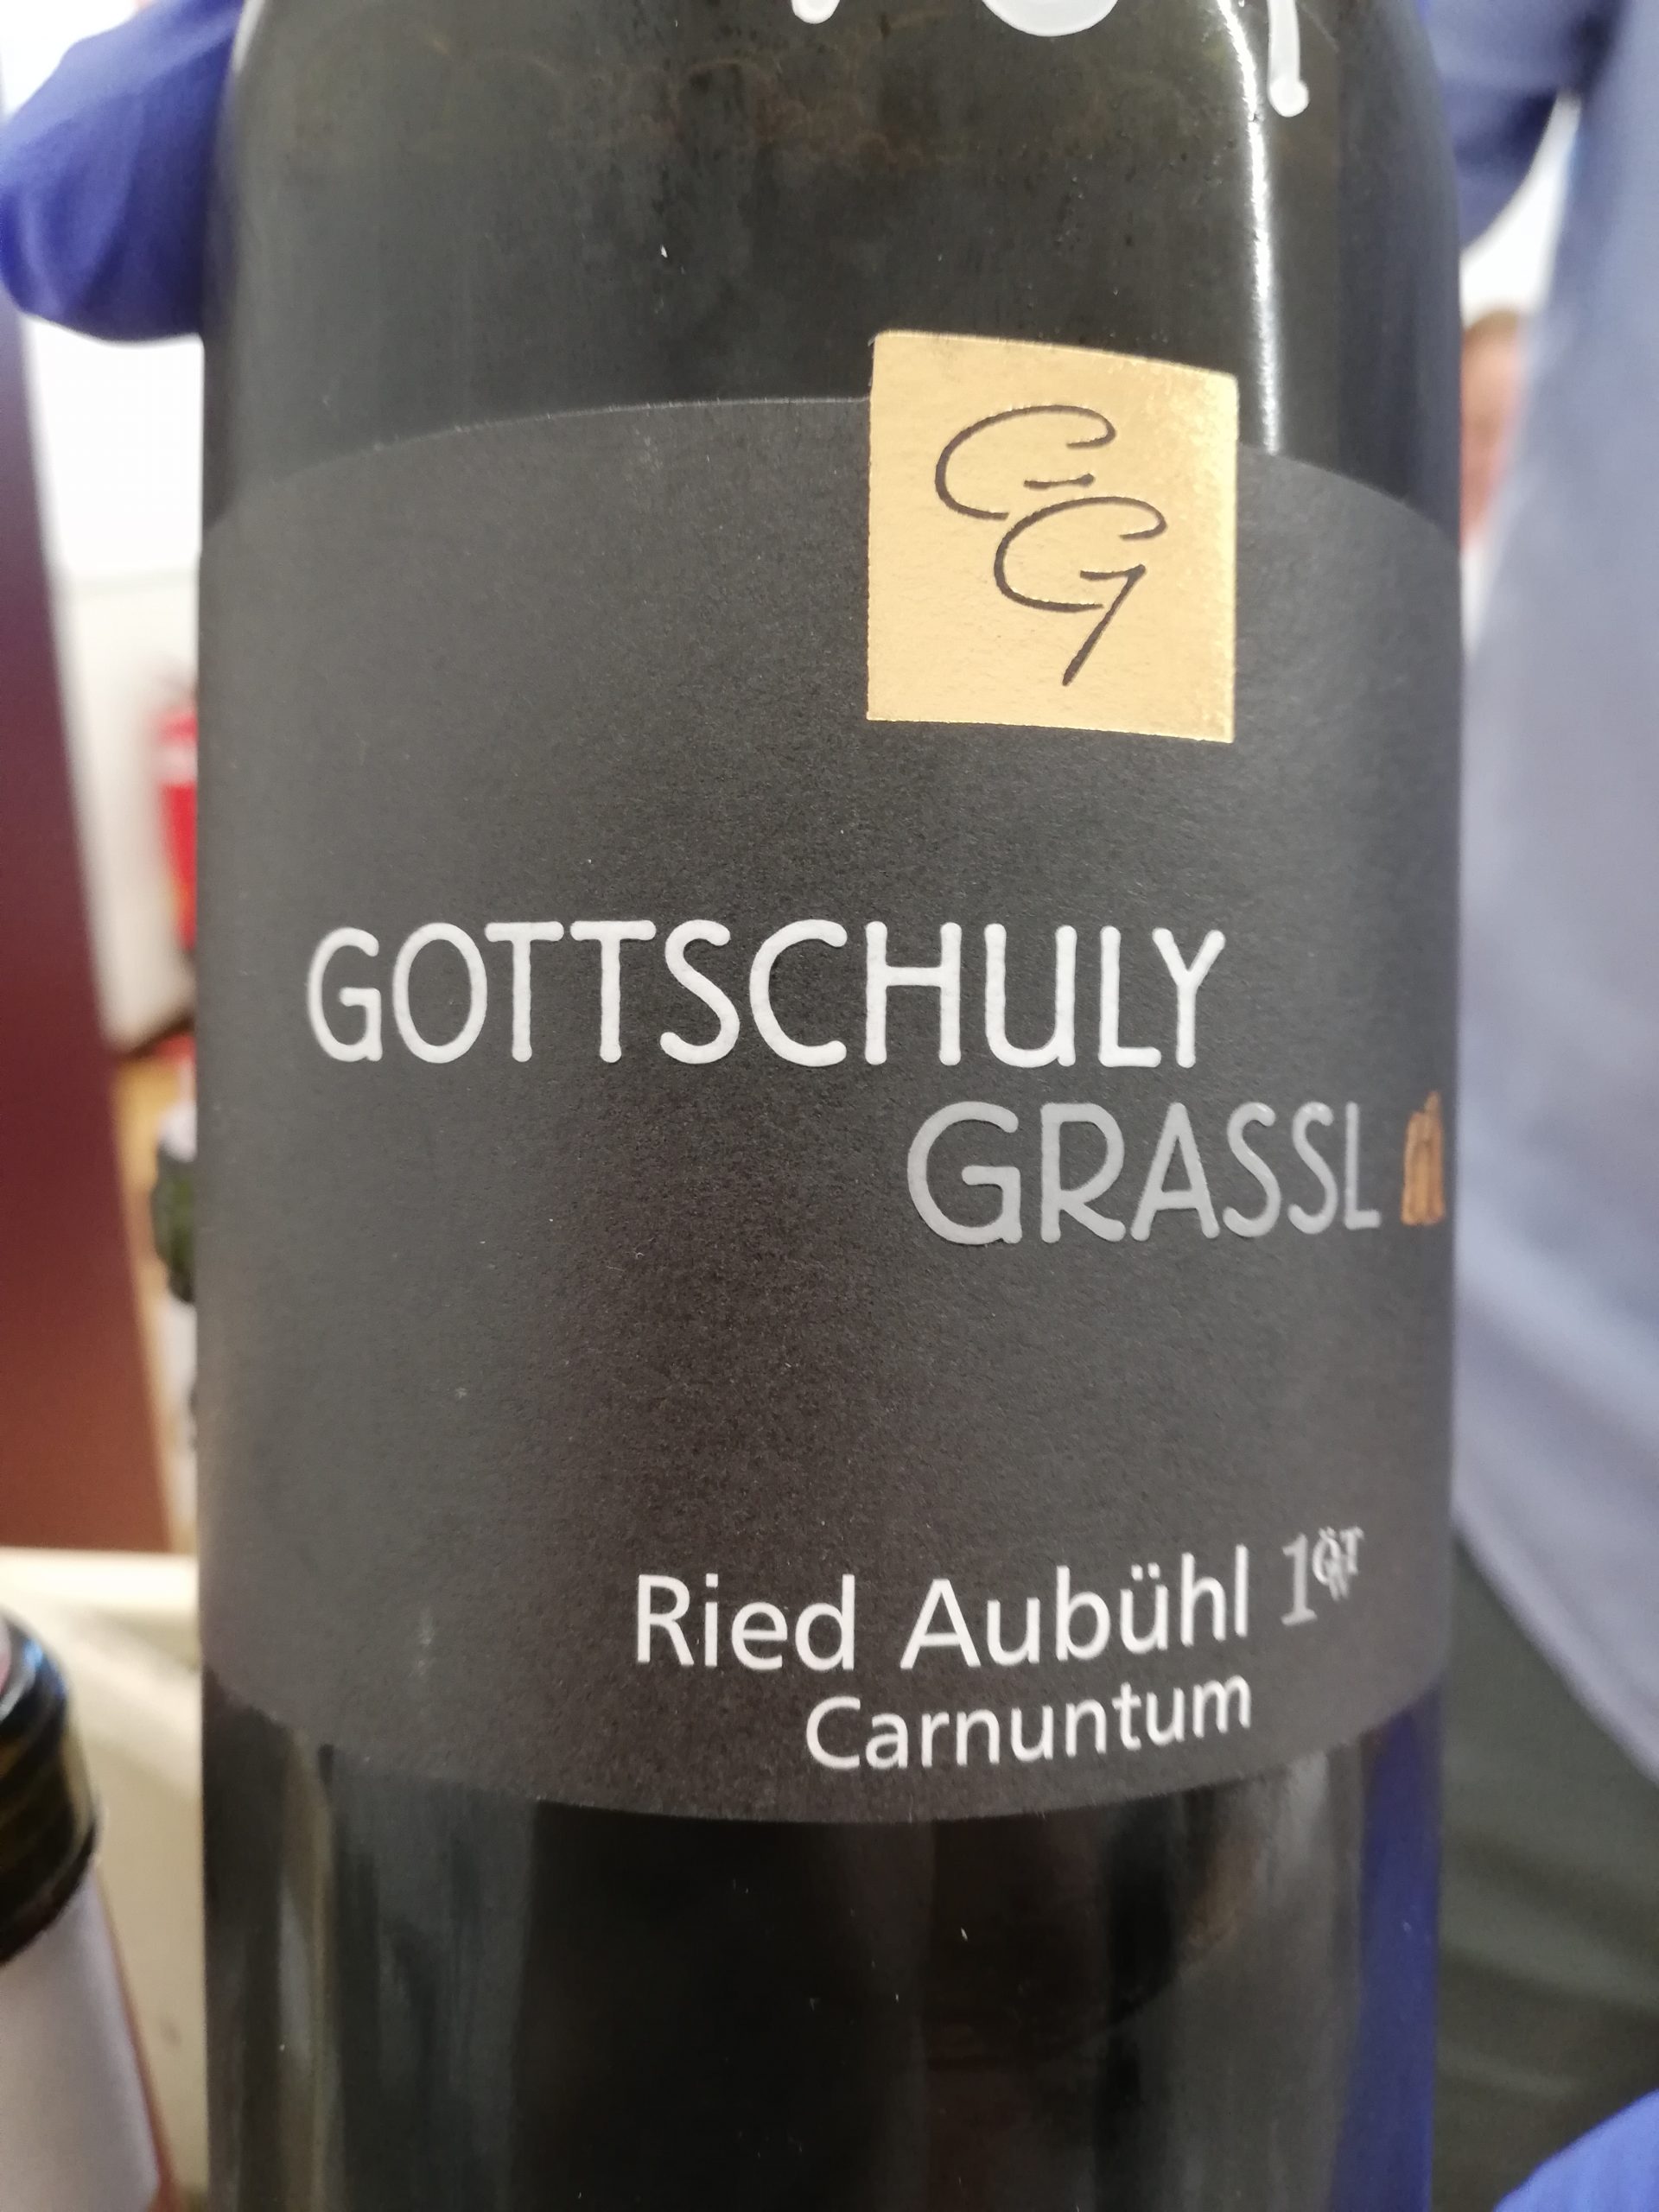 GG
GOTTSCHULY
GRASSL
Ried Aubühl 1ÖTW
Carnuntum